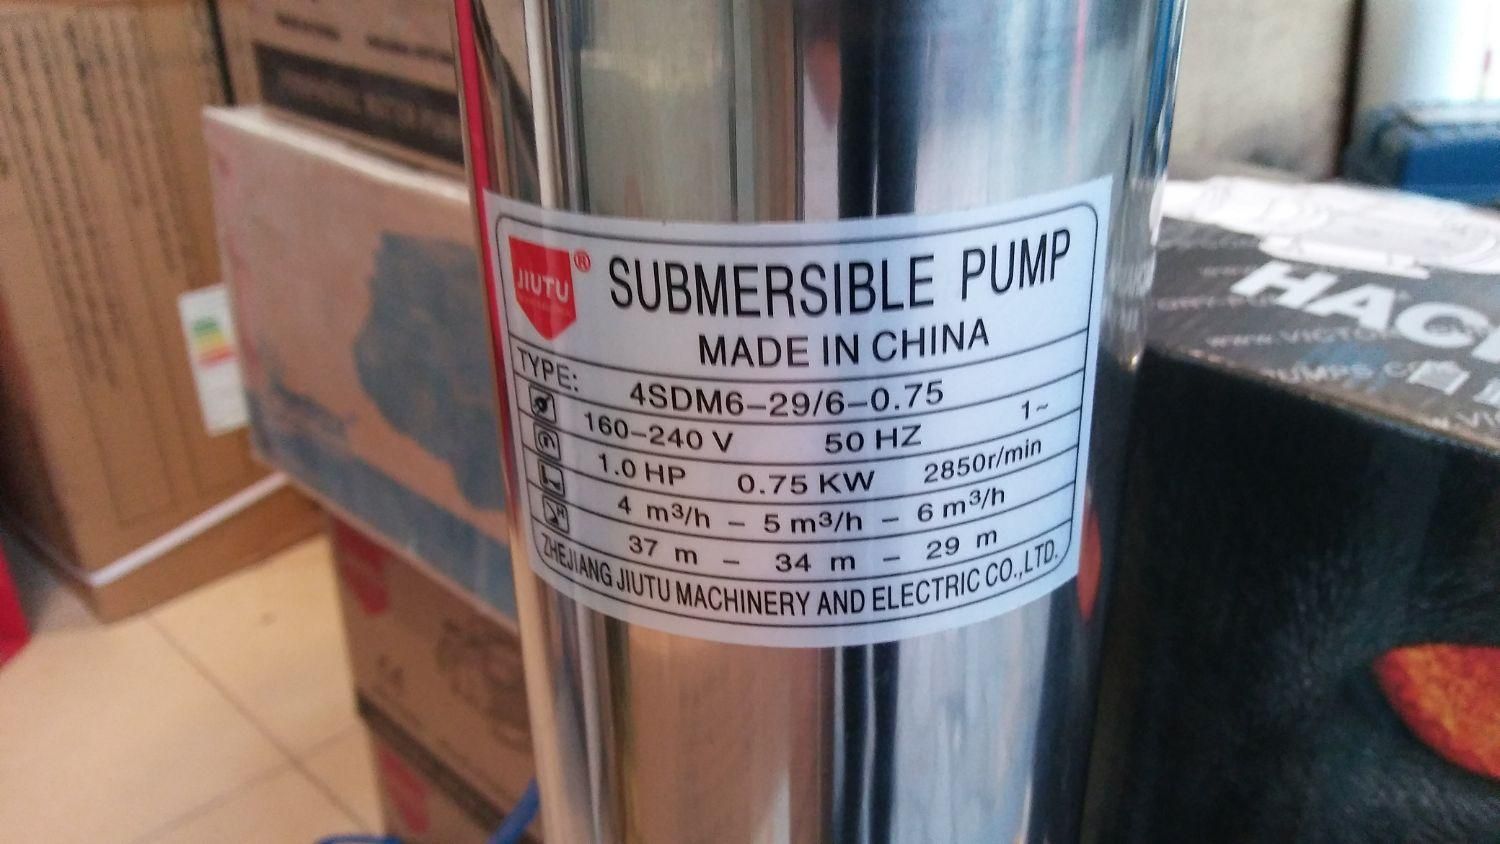 JIUTU ® SUBMERSIBLE PUMP
MADE IN CHINA
TYPE: 4SDM6-29/6-0.75
160-240 V 50 HZ 1~
1.0 HP 0.75 KW 2850r/min
4 m³/h - 5 m³/h - 6 m³/h
37 m - 34 m - 29 m
ZHEJIANG JIUTU MACHINERY AND ELECTRIC CO.,LTD.
HAC